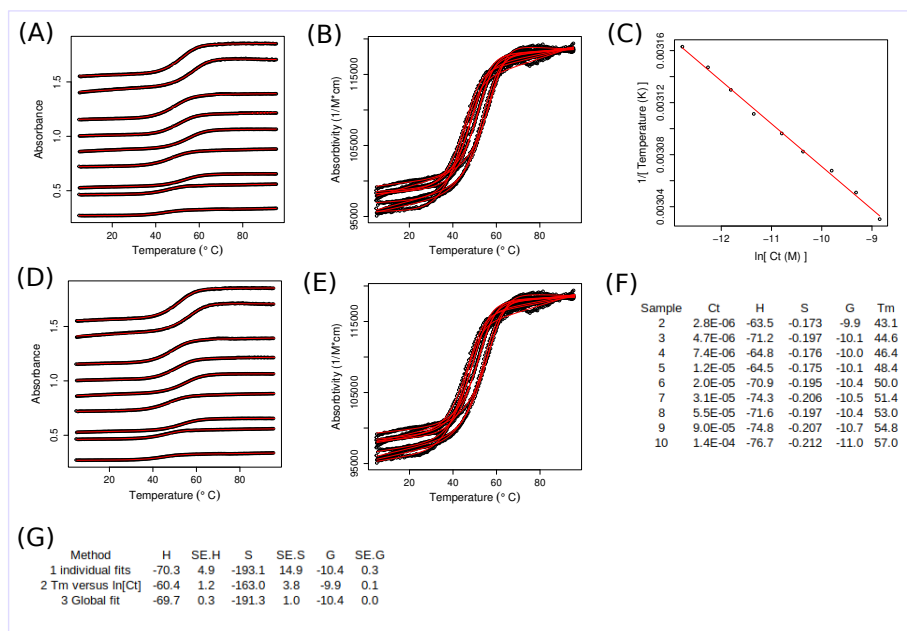 (A)
Absorbance
1.5
1.0
0.5
20 40 60 80
Temperature (° C)
(B)
Absorbtivity (1/M*cm)
115000
105000
95000
20 40 60 80
Temperature (° C)
(C)
1/[ Temperature (K) ]
0.00316
0.00312
0.00308
0.00304
−12 −11 −10 −9
ln[ Ct (M) ]
(D)
Absorbance
1.5
1.0
0.5
20 40 60 80
Temperature (° C)
(E)
Absorbtivity (1/M*cm)
115000
105000
95000
20 40 60 80
Temperature (° C)
(F)
Sample Ct H S G Tm
2 2.8E-06 -63.5 -0.173 -9.9 43.1
3 4.7E-06 -71.2 -0.197 -10.1 44.6
4 7.4E-06 -64.8 -0.176 -10.0 46.4
5 1.2E-05 -64.5 -0.175 -10.1 48.4
6 2.0E-05 -70.9 -0.195 -10.4 50.0
7 3.1E-05 -74.3 -0.206 -10.5 51.4
8 5.5E-05 -71.6 -0.197 -10.4 53.0
9 9.0E-05 -74.8 -0.207 -10.7 54.8
10 1.4E-04 -76.7 -0.212 -11.0 57.0
(G)
Method H SE.H S SE.S G SE.G
1 individual fits -70.3 4.9 -193.1 14.9 -10.4 0.3
2 Tm versus ln[Ct] -60.4 1.2 -163.0 3.8 -9.9 0.1
3 Global fit -69.7 0.3 -191.3 1.0 -10.4 0.0